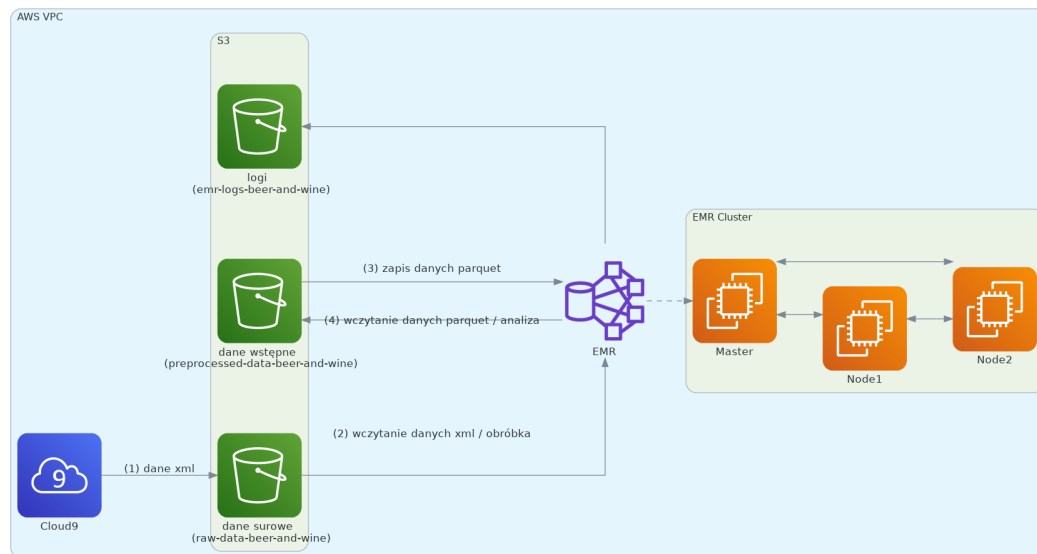 AWS VPC
S3
logi
(emr-logs-beer-and-wine)
EMR Cluster
(3) zapis danych parquet
(4) wczytanie danych parquet / analiza
dane wstępne
(preprocessed-data-beer-and-wine)
EMR
Master
Node1
Node2
(2) wczytanie danych xml / obróbka
(1) dane xml
9
Cloud9
dane surowe
(raw-data-beer-and-wine)